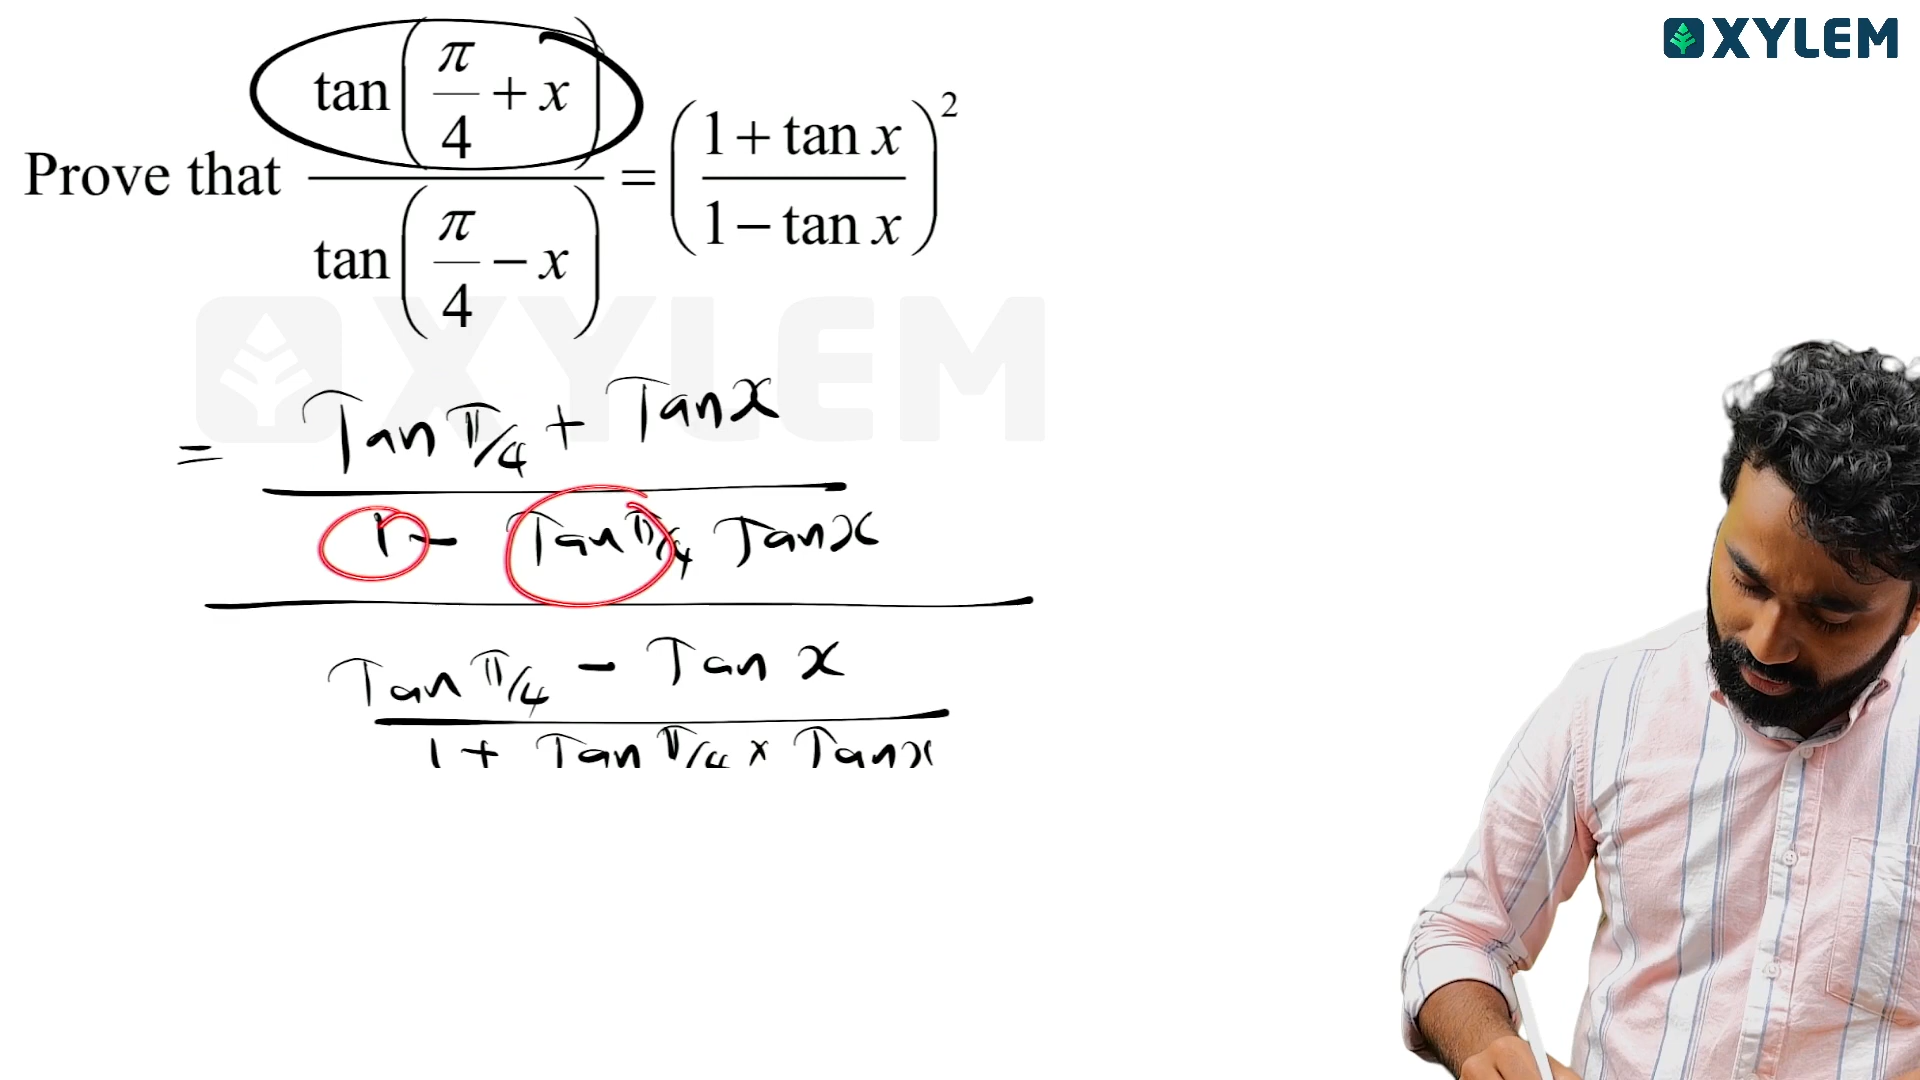 XYLEM
tan(π/4 + x)
Prove that ―――――― = ((1 + tan x)/(1 − tan x))²
tan(π/4 − x)
XYLEM
= Tan π/4 + Tan x
1 − Tan π/4 Tan x
Tan π/4 − Tan x
1 + Tan π/4 × Tan x